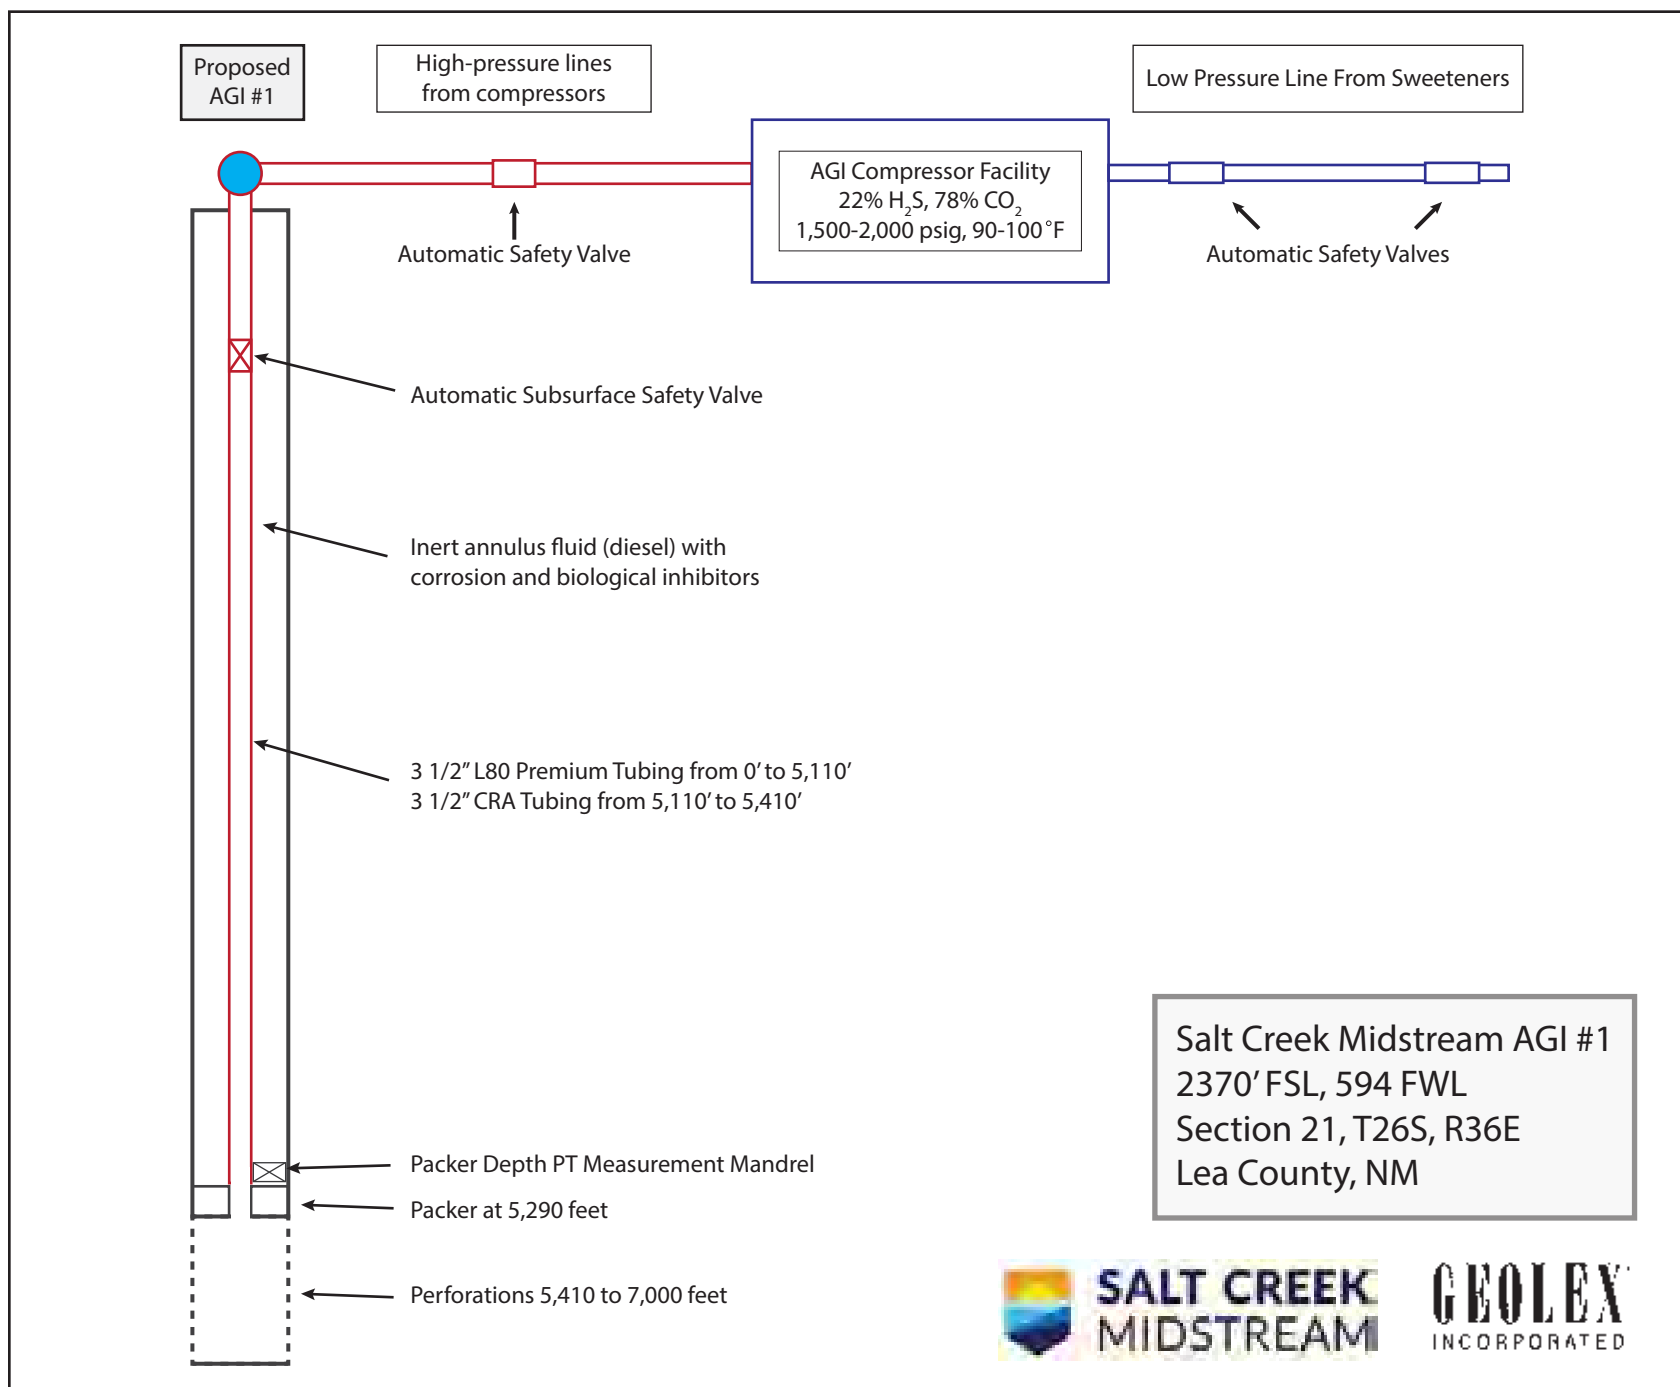 Proposed
AGI #1
High-pressure lines
from compressors
Low Pressure Line From Sweeteners
AGI Compressor Facility
22% H₂S, 78% CO₂
1,500-2,000 psig, 90-100°F
Automatic Safety Valve
Automatic Safety Valves
Automatic Subsurface Safety Valve
Inert annulus fluid (diesel) with
corrosion and biological inhibitors
3 1/2" L80 Premium Tubing from 0' to 5,110'
3 1/2" CRA Tubing from 5,110' to 5,410'
Packer Depth PT Measurement Mandrel
Packer at 5,290 feet
Perforations 5,410 to 7,000 feet
Salt Creek Midstream AGI #1
2370' FSL, 594 FWL
Section 21, T26S, R36E
Lea County, NM
SALT CREEK
MIDSTREAM
GEOLEX
INCORPORATED